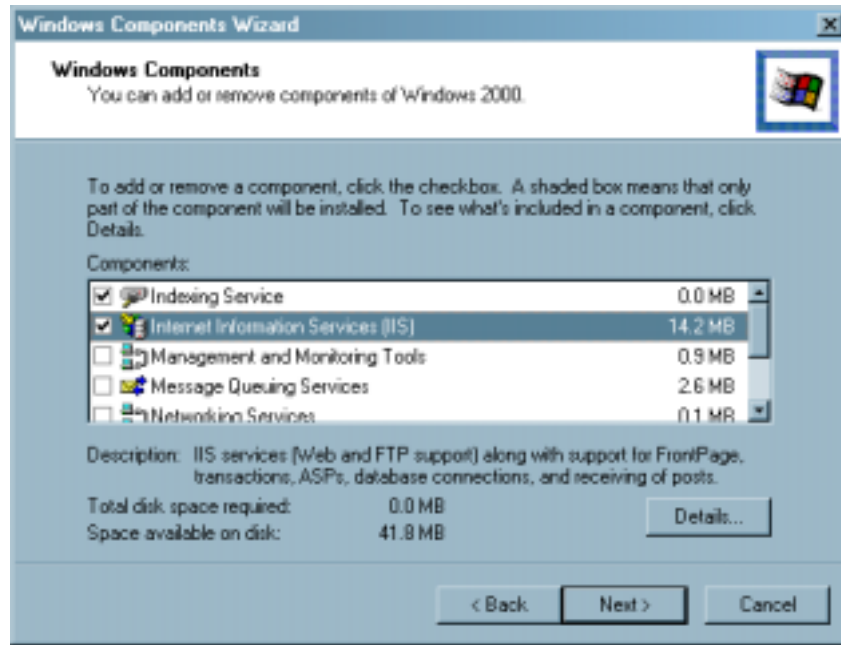 Windows Components Wizard
Windows Components
You can add or remove components of Windows 2000.
To add or remove a component, click the checkbox. A shaded box means that only
part of the component will be installed. To see what's included in a component, click
Details.
Components:
Indexing Service 0.0 MB
Internet Information Services (IIS) 14.2 MB
Management and Monitoring Tools 0.9 MB
Message Queuing Services 2.6 MB
Networking Services 0.1 MB
Description: IIS services (Web and FTP support) along with support for FrontPage,
transactions, ASPs, database connections, and receiving of posts.
Total disk space required: 0.0 MB
Space available on disk: 41.8 MB
Details...
< Back Next > Cancel